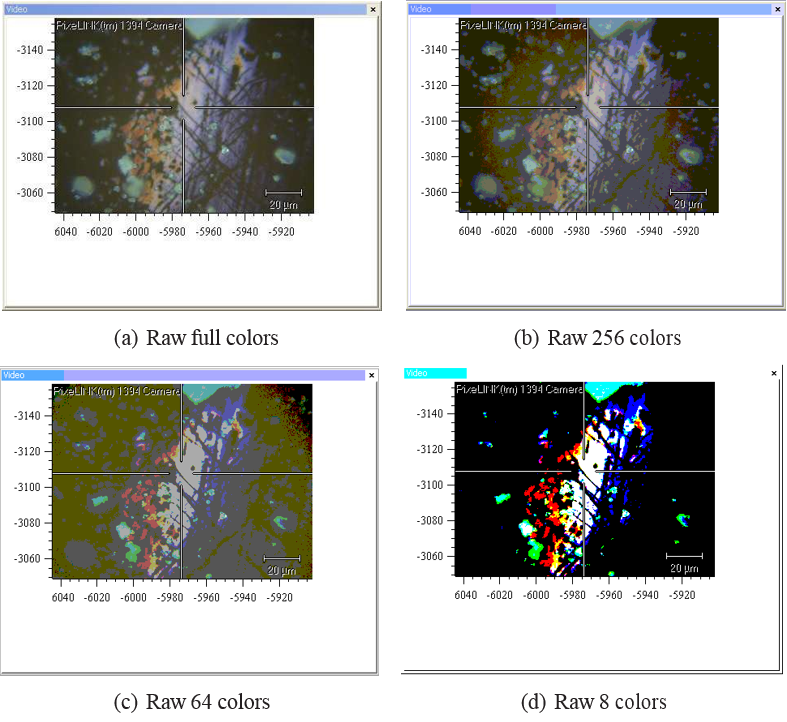 Video
PixeLINK(tm) 1394 Camera
-3140
-3120
-3100
-3080
-3060
20 µm
6040 -6020 -6000 -5980 -5960 -5940 -5920
(a) Raw full colors
Video
PixeLINK(tm) 1394 Camera
-3140
-3120
-3100
-3080
-3060
20 µm
6040 -6020 -6000 -5980 -5960 -5940 -5920
(b) Raw 256 colors
Video
PixeLINK(tm) 1394 Camera
-3140
-3120
-3100
-3080
-3060
20 µm
6040 -6020 -6000 -5980 -5960 -5940 -5920
(c) Raw 64 colors
Video
PixeLINK(tm) 1394 Camera
-3140
-3120
-3100
-3080
-3060
20 µm
6040 -6020 -6000 -5980 -5960 -5940 -5920
(d) Raw 8 colors